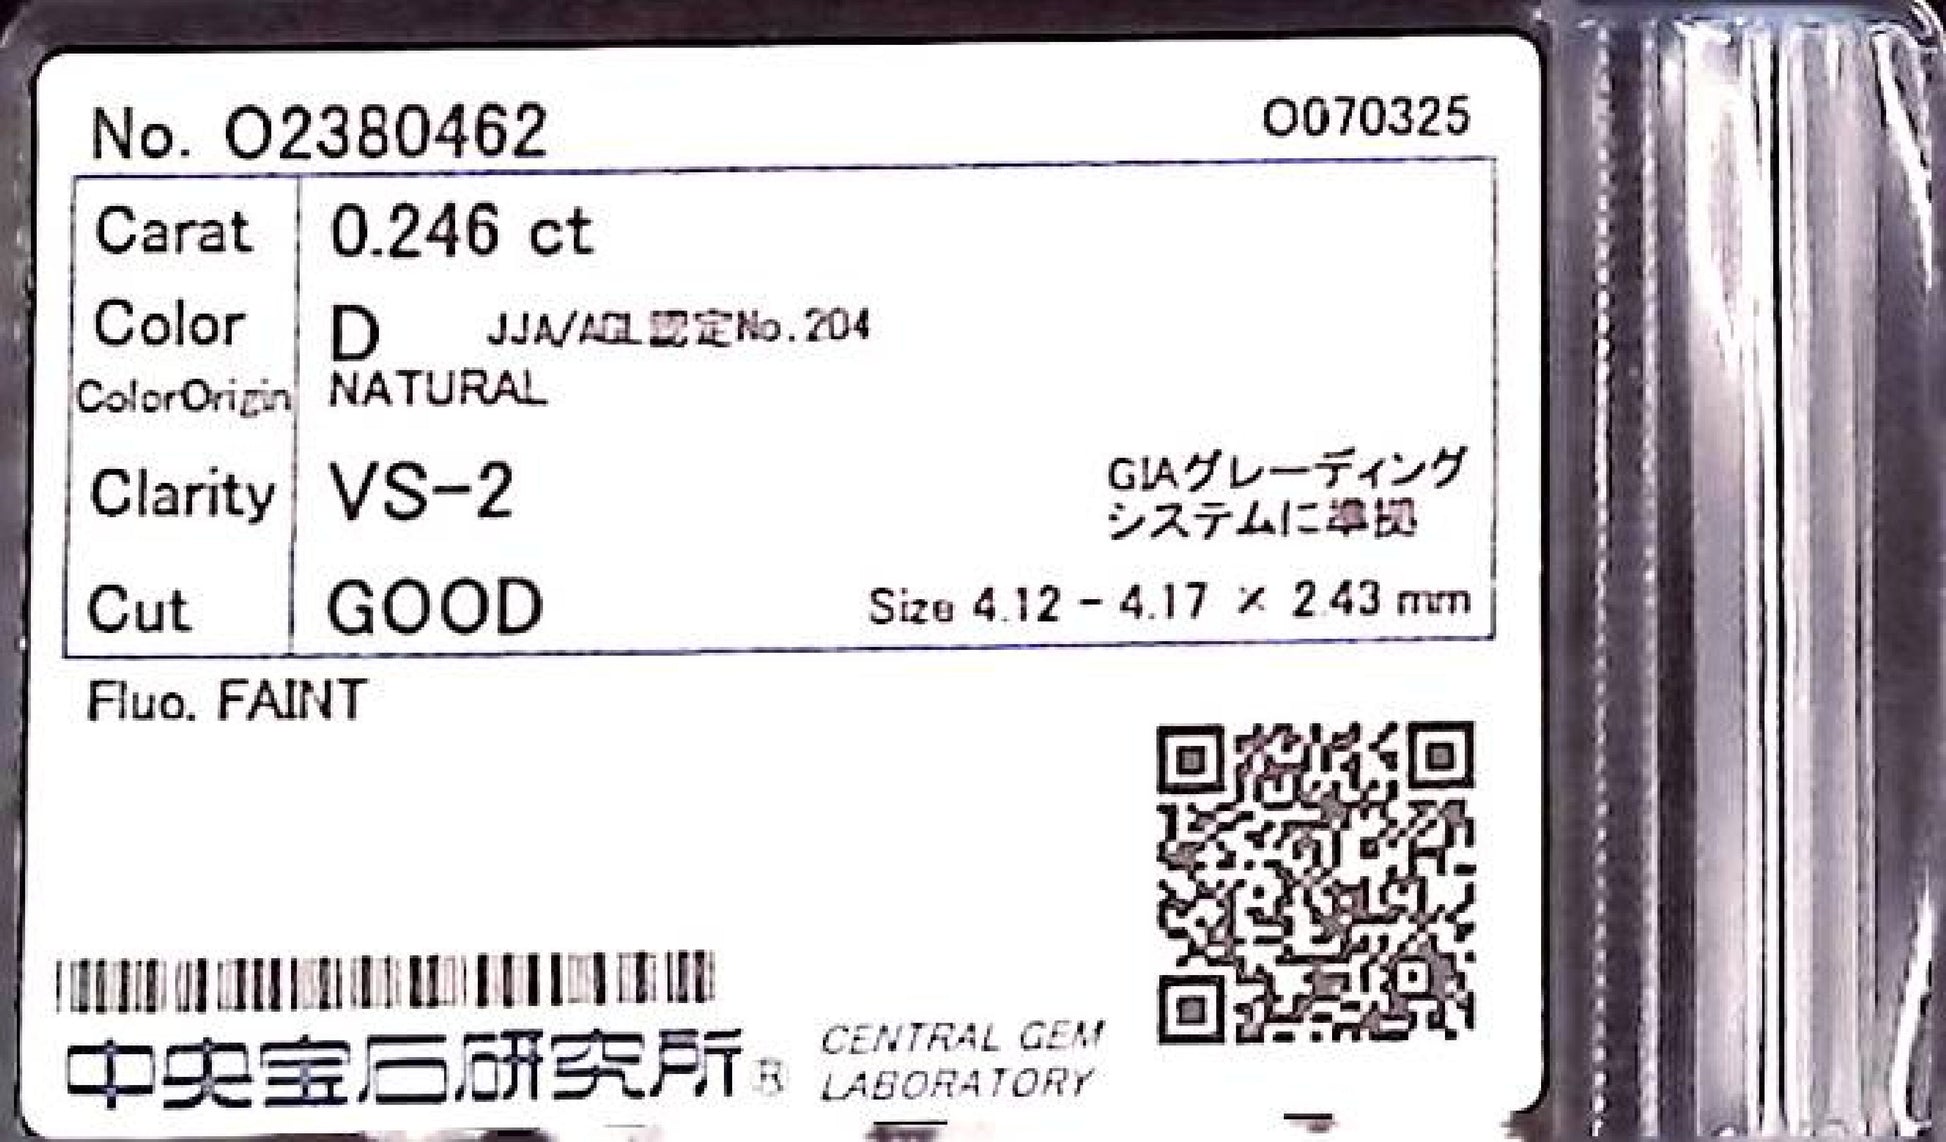 No. O2380462
O070325
Carat 0.246 ct
Color D JJA/AGL認定No.204
ColorOrigin NATURAL
Clarity VS-2
GIAグレーディング
システムに準拠
Cut GOOD
Size 4.12 - 4.17 × 2.43 mm
Fluo. FAINT
中央宝石研究所®
CENTRAL GEM
LABORATORY